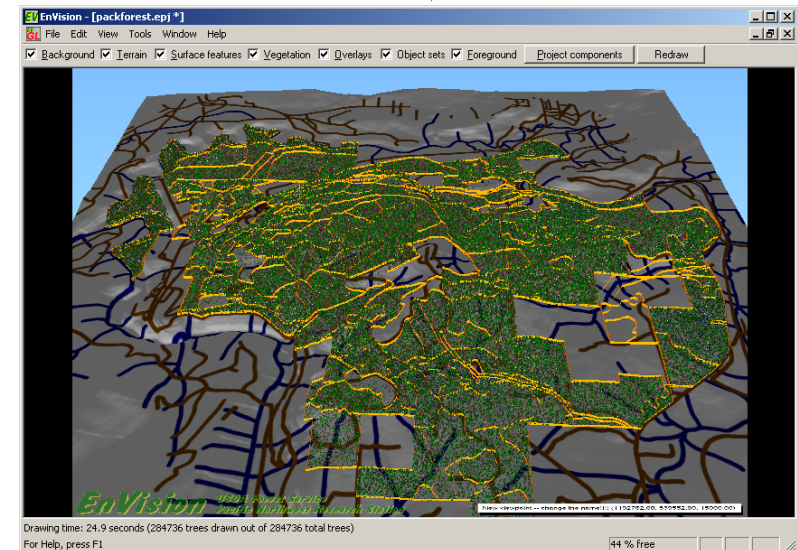 EnVision - [packforest.epj *]
File Edit View Tools Window Help
Background Terrain Surface features Vegetation Overlays Object sets Foreground Project components Redraw
EnVision USDA Forest Service
Pacific Northwest Research Station
New viewpoint -- change the name!!: (1192762.00, 539552.00, 15000.00)
Drawing time: 24.9 seconds (284736 trees drawn out of 284736 total trees)
For Help, press F1
44 % free